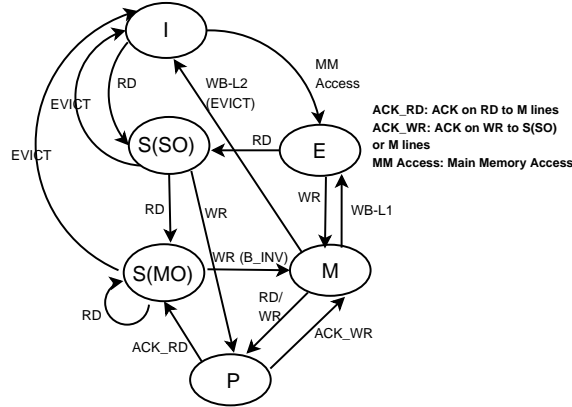 I
MM
Access
RD
WB-L2
(EVICT)
EVICT
ACK_RD: ACK on RD to M lines
ACK_WR: ACK on WR to S(SO)
or M lines
MM Access: Main Memory Access
S(SO)
RD
E
EVICT
WR
WB-L1
RD
WR
WR (B_INV)
S(MO)
M
RD
RD/
WR
ACK_WR
ACK_RD
P